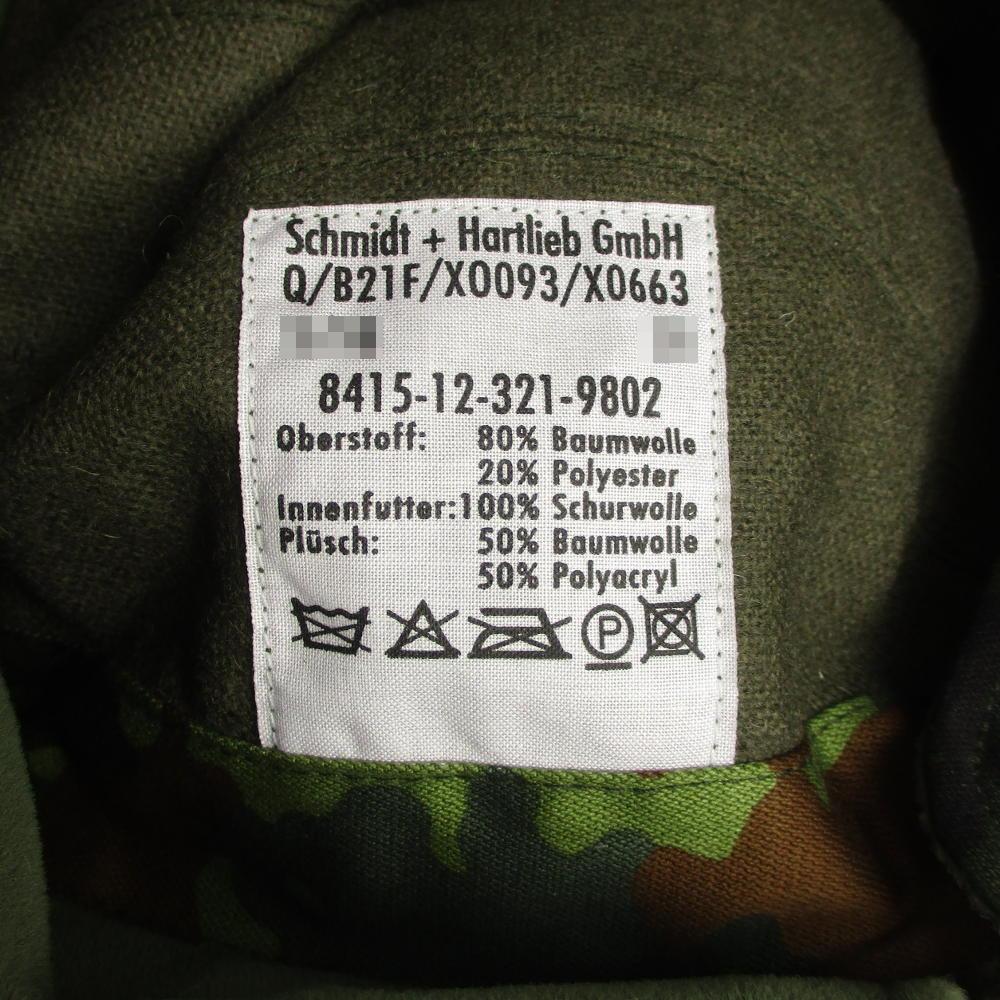 Schmidt + Hartlieb GmbH
Q/B21F/X0093/X0663
8415-12-321-9802
Oberstoff: 80% Baumwolle
20% Polyester
Innenfutter:100% Schurwolle
Plüsch: 50% Baumwolle
50% Polyacryl
P